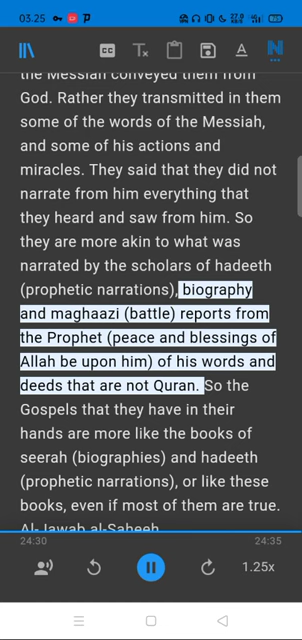 03.25
27.8
4G
CC
the Messiah conveyed them from
God. Rather they transmitted in them
some of the words of the Messiah,
and some of his actions and
miracles. They said that they did not
narrate from him everything that
they heard and saw from him. So
they are more akin to what was
narrated by the scholars of hadeeth
(prophetic narrations), biography
and maghaazi (battle) reports from
the Prophet (peace and blessings of
Allah be upon him) of his words and
deeds that are not Quran. So the
Gospels that they have in their
hands are more like the books of
seerah (biographies) and hadeeth
(prophetic narrations), or like these
books, even if most of them are true.
Al-Jawab al-Saheeh
24:30
24:35
1.25x